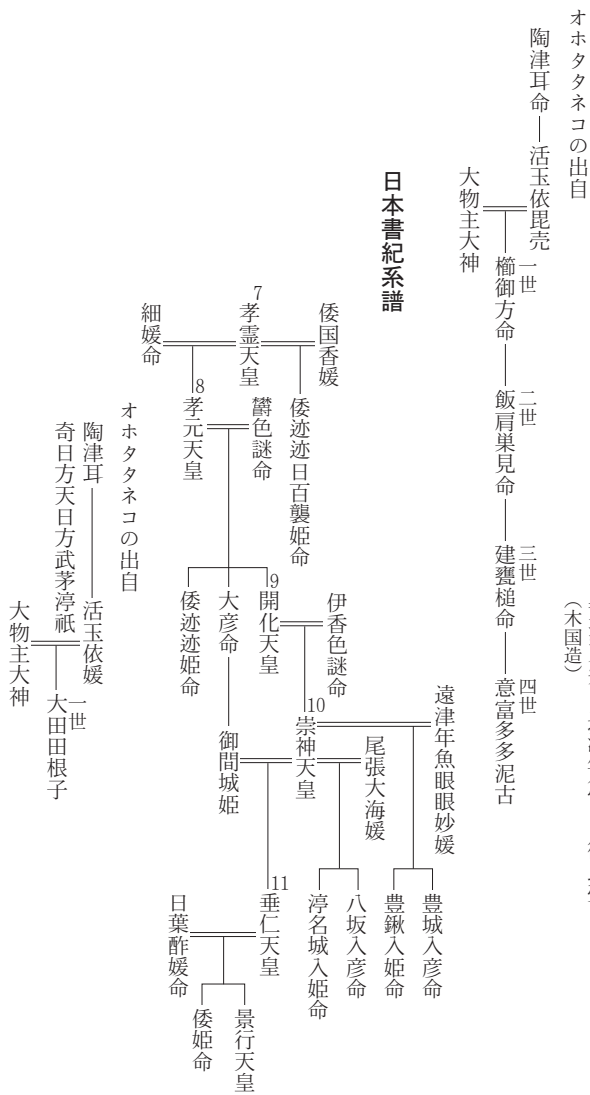 (木国造)
オホタタネコの出自
陶津耳命
活玉依毘売
大物主大神
一世
櫛御方命
二世
飯肩巣見命
三世
建甕槌命
四世
意富多多泥古
日本書紀系譜
倭国香媛
7
孝霊天皇
細媛命
倭迹迹日百襲姫命
欝色謎命
8
孝元天皇
伊香色謎命
9
開化天皇
大彦命
倭迹迹姫命
遠津年魚眼眼妙媛
尾張大海媛
10
崇神天皇
御間城姫
豊城入彦命
豊鍬入姫命
八坂入彦命
渟名城入姫命
11
垂仁天皇
日葉酢媛命
景行天皇
倭姫命
オホタタネコの出自
陶津耳
奇日方天日方武茅渟祇
活玉依媛
大物主大神
一世
大田田根子